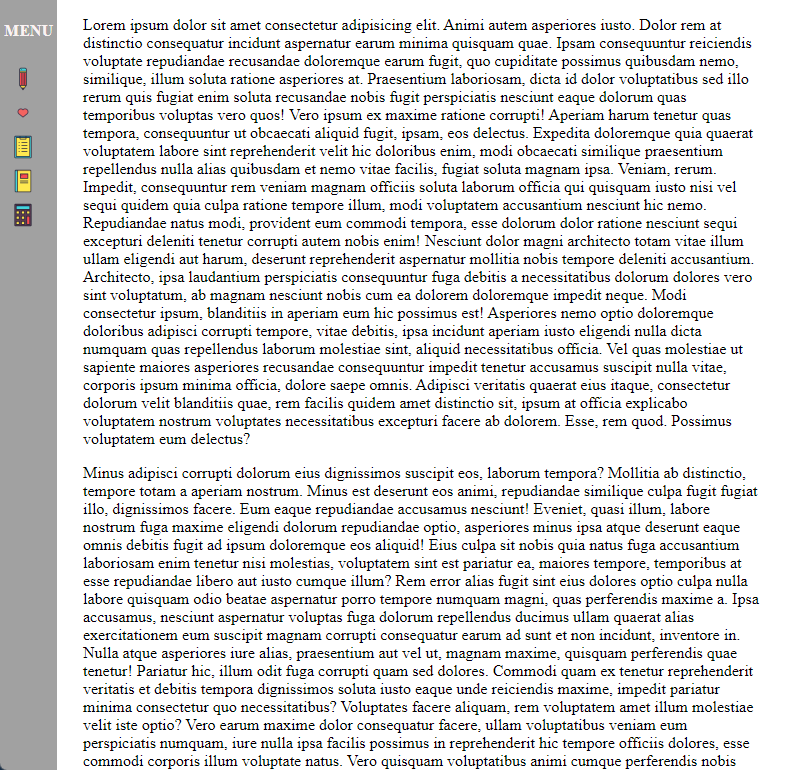 MENU
Lorem ipsum dolor sit amet consectetur adipisicing elit. Animi autem asperiores iusto. Dolor rem at
distinctio consequatur incidunt aspernatur earum minima quisquam quae. Ipsam consequuntur reiciendis
voluptate repudiandae recusandae doloremque earum fugit, quo cupiditate possimus quibusdam nemo,
similique, illum soluta ratione asperiores at. Praesentium laboriosam, dicta id dolor voluptatibus sed illo
rerum quis fugiat enim soluta recusandae nobis fugit perspiciatis nesciunt eaque dolorum quas
temporibus voluptas vero quos! Vero ipsum ex maxime ratione corrupti! Aperiam harum tenetur quas
tempora, consequuntur ut obcaecati aliquid fugit, ipsam, eos delectus. Expedita doloremque quia quaerat
voluptatem labore sint reprehenderit velit hic doloribus enim, modi obcaecati similique praesentium
repellendus nulla alias quibusdam et nemo vitae facilis, fugiat soluta magnam ipsa. Veniam, rerum.
Impedit, consequuntur rem veniam magnam officiis soluta laborum officia qui quisquam iusto nisi vel
sequi quidem quia culpa ratione tempore illum, modi voluptatem accusantium nesciunt hic nemo.
Repudiandae natus modi, provident eum commodi tempora, esse dolorum dolor ratione nesciunt sequi
excepturi deleniti tenetur corrupti autem nobis enim! Nesciunt dolor magni architecto totam vitae illum
ullam eligendi aut harum, deserunt reprehenderit aspernatur mollitia nobis tempore deleniti accusantium.
Architecto, ipsa laudantium perspiciatis consequuntur fuga debitis a necessitatibus dolorum dolores vero
sint voluptatum, ab magnam nesciunt nobis cum ea dolorem doloremque impedit neque. Modi
consectetur ipsum, blanditiis in aperiam eum hic possimus est! Asperiores nemo optio doloremque
doloribus adipisci corrupti tempore, vitae debitis, ipsa incidunt aperiam iusto eligendi nulla dicta
numquam quas repellendus laborum molestiae sint, aliquid necessitatibus officia. Vel quas molestiae ut
sapiente maiores asperiores recusandae consequuntur impedit tenetur accusamus suscipit nulla vitae,
corporis ipsum minima officia, dolore saepe omnis. Adipisci veritatis quaerat eius itaque, consectetur
dolorum velit blanditiis quae, rem facilis quidem amet distinctio sit, ipsum at officia explicabo
voluptatem nostrum voluptates necessitatibus excepturi facere ab dolorem. Esse, rem quod. Possimus
voluptatem eum delectus?
Minus adipisci corrupti dolorum eius dignissimos suscipit eos, laborum tempora? Mollitia ab distinctio,
tempore totam a aperiam nostrum. Minus est deserunt eos animi, repudiandae similique culpa fugit fugiat
illo, dignissimos facere. Eum eaque repudiandae accusamus nesciunt! Eveniet, quasi illum, labore
nostrum fuga maxime eligendi dolorum repudiandae optio, asperiores minus ipsa atque deserunt eaque
omnis debitis fugit ad ipsum doloremque eos aliquid! Eius culpa sit nobis quia natus fuga accusantium
laboriosam enim tenetur nisi molestias, voluptatem sint est pariatur ea, maiores tempore, temporibus at
esse repudiandae libero aut iusto cumque illum? Rem error alias fugit sint eius dolores optio culpa nulla
labore quisquam odio beatae aspernatur porro tempore numquam magni, quas perferendis maxime a. Ipsa
accusamus, nesciunt aspernatur voluptas fuga dolorum repellendus ducimus ullam quaerat alias
exercitationem eum suscipit magnam corrupti consequatur earum ad sunt et non incidunt, inventore in.
Nulla atque asperiores iure alias, praesentium aut vel ut, magnam maxime, quisquam perferendis quae
tenetur! Pariatur hic, illum odit fuga corrupti quam sed dolores. Commodi quam ex tenetur reprehenderit
veritatis et debitis tempora dignissimos soluta iusto eaque unde reiciendis maxime, impedit pariatur
minima consectetur quo necessitatibus? Voluptates facere aliquam, rem voluptatem amet illum molestiae
velit iste optio? Vero earum maxime dolor consequatur facere, ullam voluptatibus veniam eum
perspiciatis numquam, iure nulla ipsa facilis possimus in reprehenderit hic tempore officiis dolores, esse
commodi corporis illum voluptate natus. Vero quisquam voluptatibus animi cumque perferendis nobis